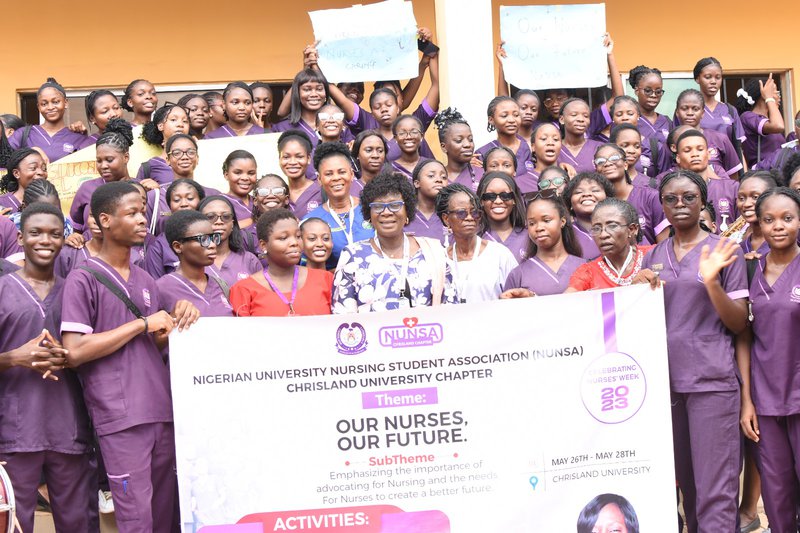 NURSES ARE
Our Nurses
Our Future
NUNSA
CHRISLAND CHAPTER
NIGERIAN UNIVERSITY NURSING STUDENT ASSOCIATION (NUNSA)
CHRISLAND UNIVERSITY CHAPTER
Theme:
OUR NURSES,
OUR FUTURE.
SubTheme
Emphasizing the importance of
advocating for Nursing and the needs
For Nurses to create a better future.
ACTIVITIES:
CELEBRATING
NURSES' WEEK
2023
MAY 26TH - MAY 28TH
CHRISLAND UNIVERSITY